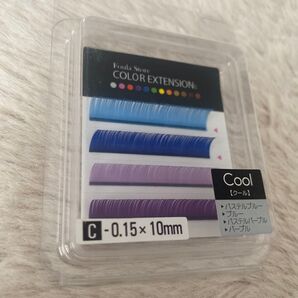 Foula Store
COLOR EXTENSION
Cool
【クール】
パステルブルー
ブルー
パステルパープル
パープル
C - 0.15×10mm